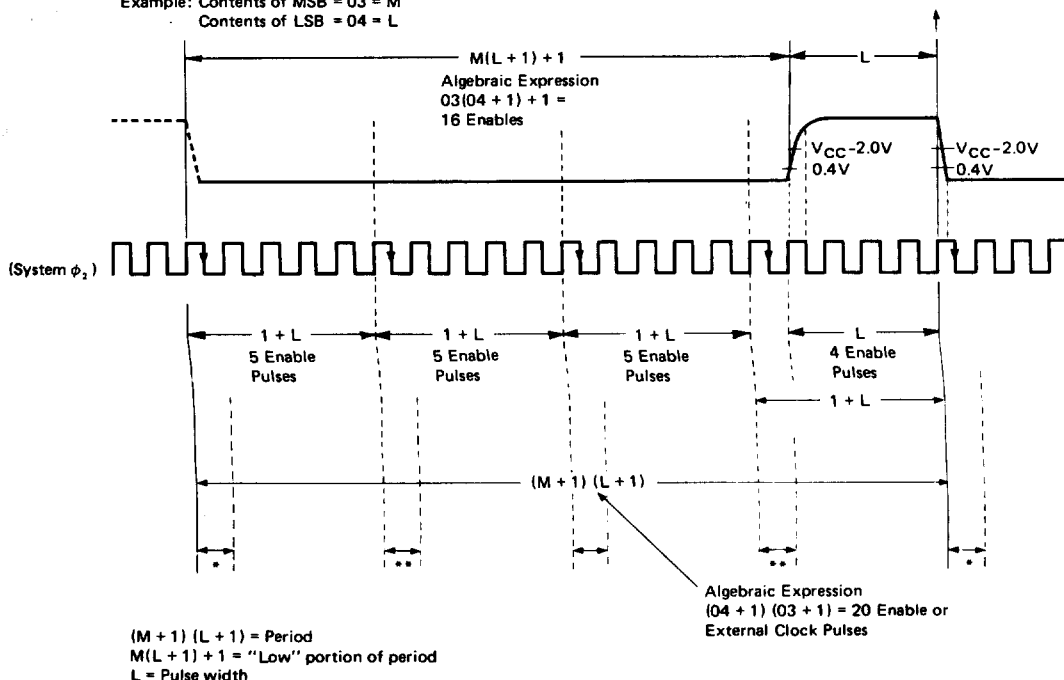 Example: Contents of MSB = 03 = M
Contents of LSB = 04 = L
M(L + 1) + 1
L
Algebraic Expression
03(04 + 1) + 1 =
16 Enables
VCC-2.0V
0.4V
VCC-2.0V
0.4V
(System ϕ2)
1 + L
5 Enable
Pulses
1 + L
5 Enable
Pulses
1 + L
5 Enable
Pulses
L
4 Enable
Pulses
1 + L
(M + 1) (L + 1)
*
**
**
*
Algebraic Expression
(04 + 1) (03 + 1) = 20 Enable or
External Clock Pulses
(M + 1) (L + 1) = Period
M(L + 1) + 1 = "Low" portion of period
L = Pulse width